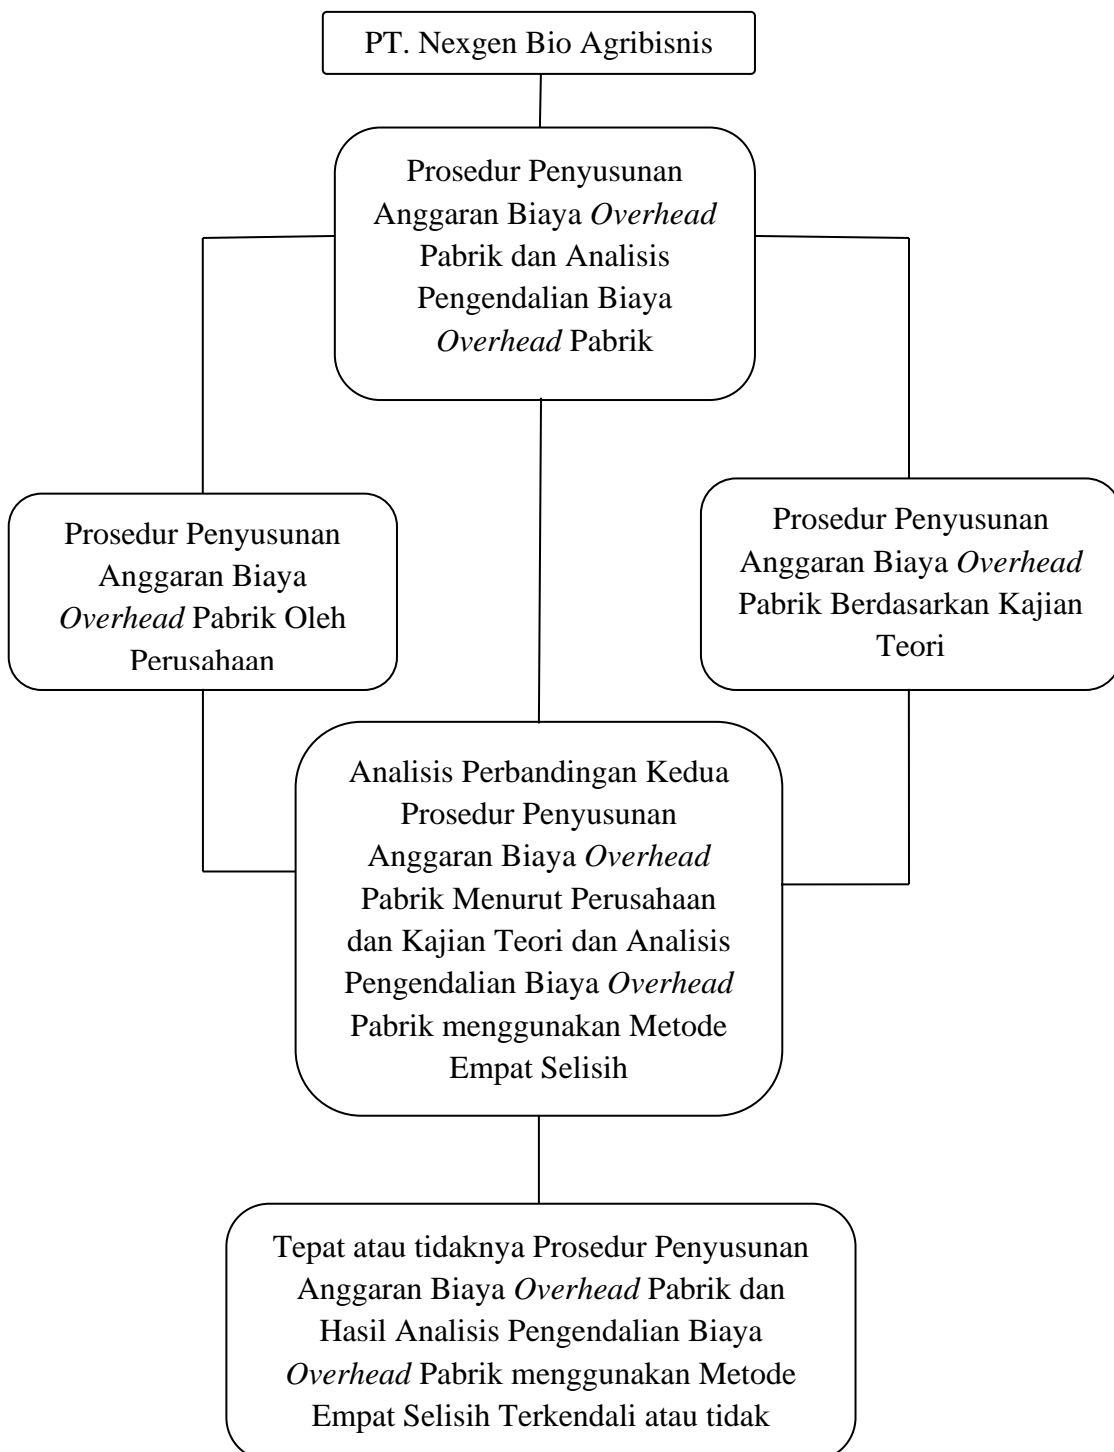 PT. Nexgen Bio Agribisnis
Prosedur Penyusunan
Anggaran Biaya Overhead
Pabrik dan Analisis
Pengendalian Biaya
Overhead Pabrik
Prosedur Penyusunan
Anggaran Biaya
Overhead Pabrik Oleh
Perusahaan
Prosedur Penyusunan
Anggaran Biaya Overhead
Pabrik Berdasarkan Kajian
Teori
Analisis Perbandingan Kedua
Prosedur Penyusunan
Anggaran Biaya Overhead
Pabrik Menurut Perusahaan
dan Kajian Teori dan Analisis
Pengendalian Biaya Overhead
Pabrik menggunakan Metode
Empat Selisih
Tepat atau tidaknya Prosedur Penyusunan
Anggaran Biaya Overhead Pabrik dan
Hasil Analisis Pengendalian Biaya
Overhead Pabrik menggunakan Metode
Empat Selisih Terkendali atau tidak